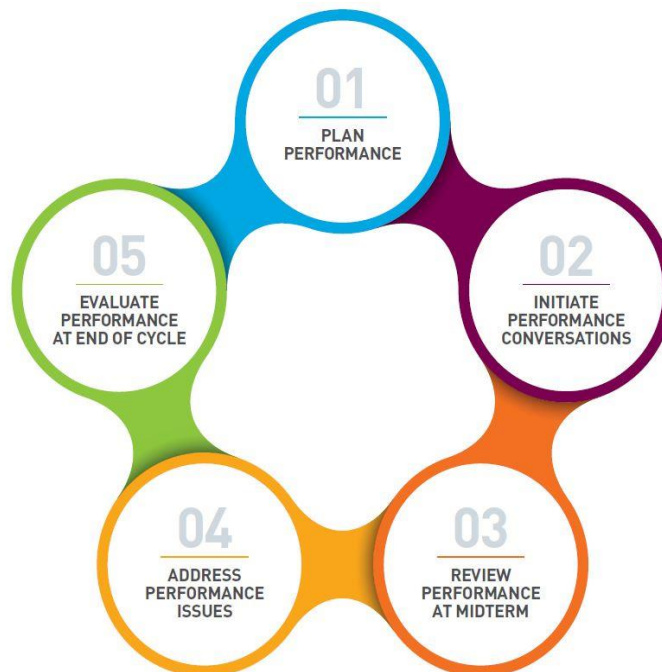 01
PLAN
PERFORMANCE
02
INITIATE
PERFORMANCE
CONVERSATIONS
03
REVIEW
PERFORMANCE
AT MIDTERM
04
ADDRESS
PERFORMANCE
ISSUES
05
EVALUATE
PERFORMANCE
AT END OF CYCLE